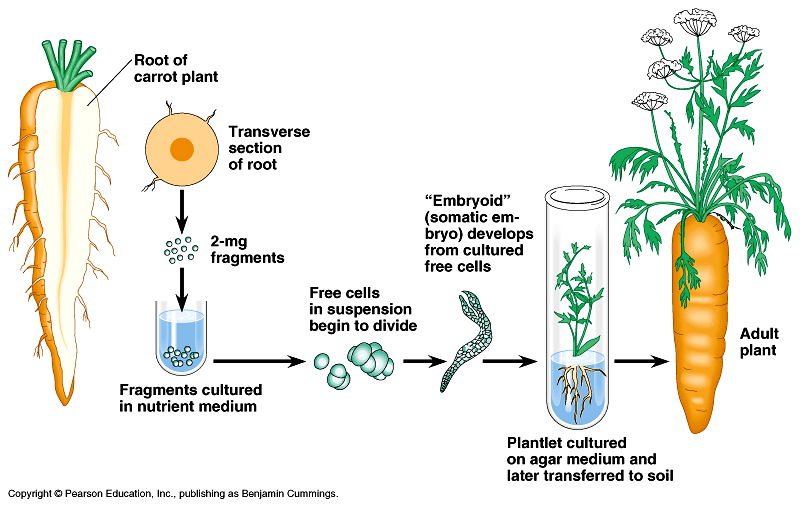 Root of
carrot plant
Transverse
section
of root
2-mg
fragments
Fragments cultured
in nutrient medium
Free cells
in suspension
begin to divide
“Embryoid”
(somatic em-
bryo) develops
from cultured
free cells
Plantlet cultured
on agar medium and
later transferred to soil
Adult
plant
Copyright © Pearson Education, Inc., publishing as Benjamin Cummings.